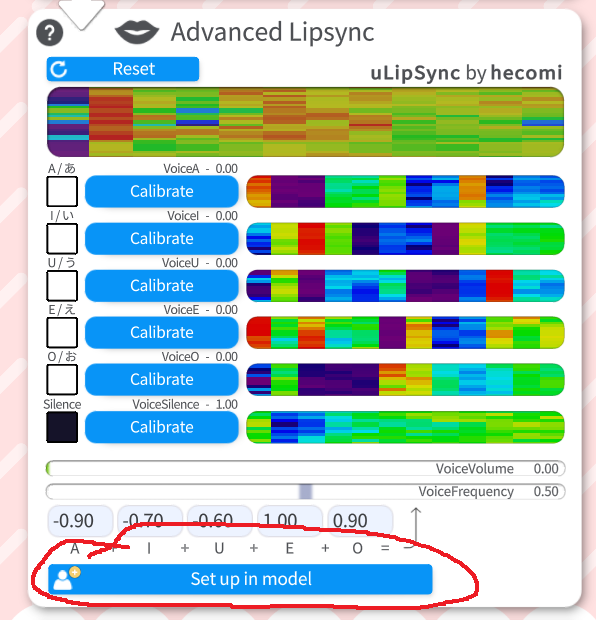 ? Advanced Lipsync
Reset
uLipSync by hecomi
A/あ VoiceA - 0.00
Calibrate
I/い VoiceI - 0.00
Calibrate
U/う VoiceU - 0.00
Calibrate
E/え VoiceE - 0.00
Calibrate
O/お VoiceO - 0.00
Calibrate
Silence VoiceSilence - 1.00
Calibrate
VoiceVolume 0.00
VoiceFrequency 0.50
-0.90 -0.70 -0.60 1.00 0.90
A + I + U + E + O =
Set up in model